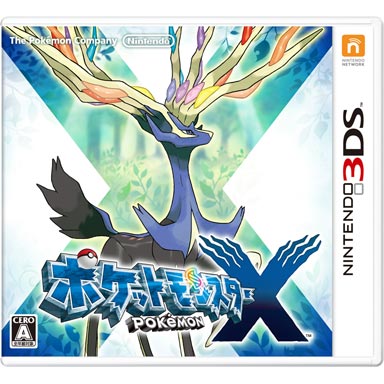 The Pokémon Company Nintendo
NINTENDO
NETWORK
NINTENDO 3DS
ポケットモンスター X
POKÉMON
TM
CERO
A